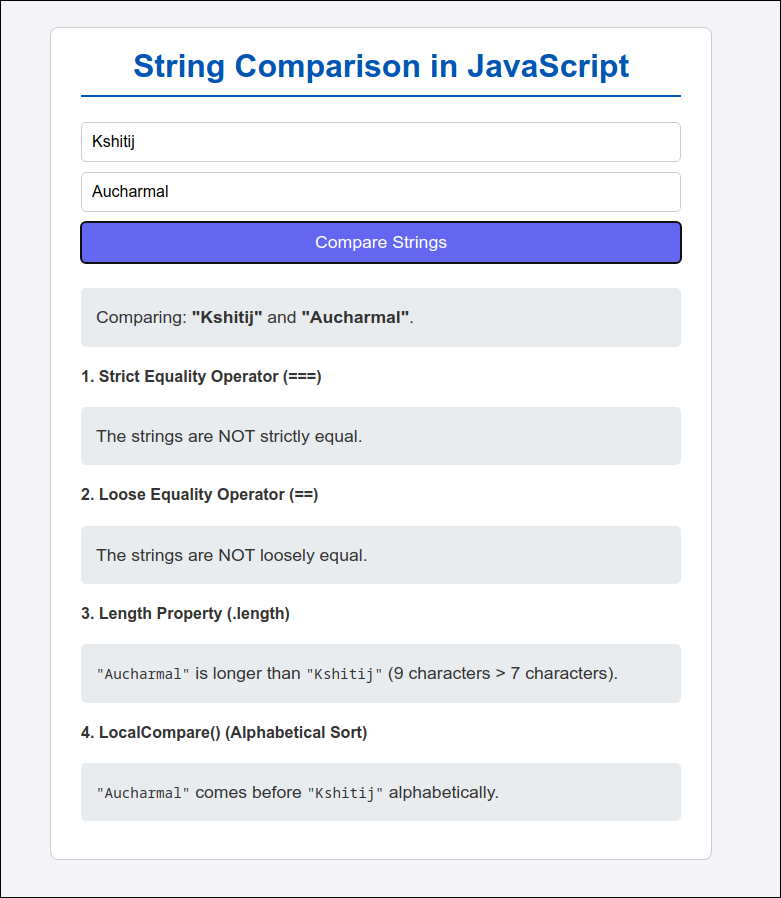 String Comparison in JavaScript
Kshitij
Aucharmal
Compare Strings
Comparing: "Kshitij" and "Aucharmal".
1. Strict Equality Operator (===)
The strings are NOT strictly equal.
2. Loose Equality Operator (==)
The strings are NOT loosely equal.
3. Length Property (.length)
"Aucharmal" is longer than "Kshitij" (9 characters > 7 characters).
4. LocalCompare() (Alphabetical Sort)
"Aucharmal" comes before "Kshitij" alphabetically.